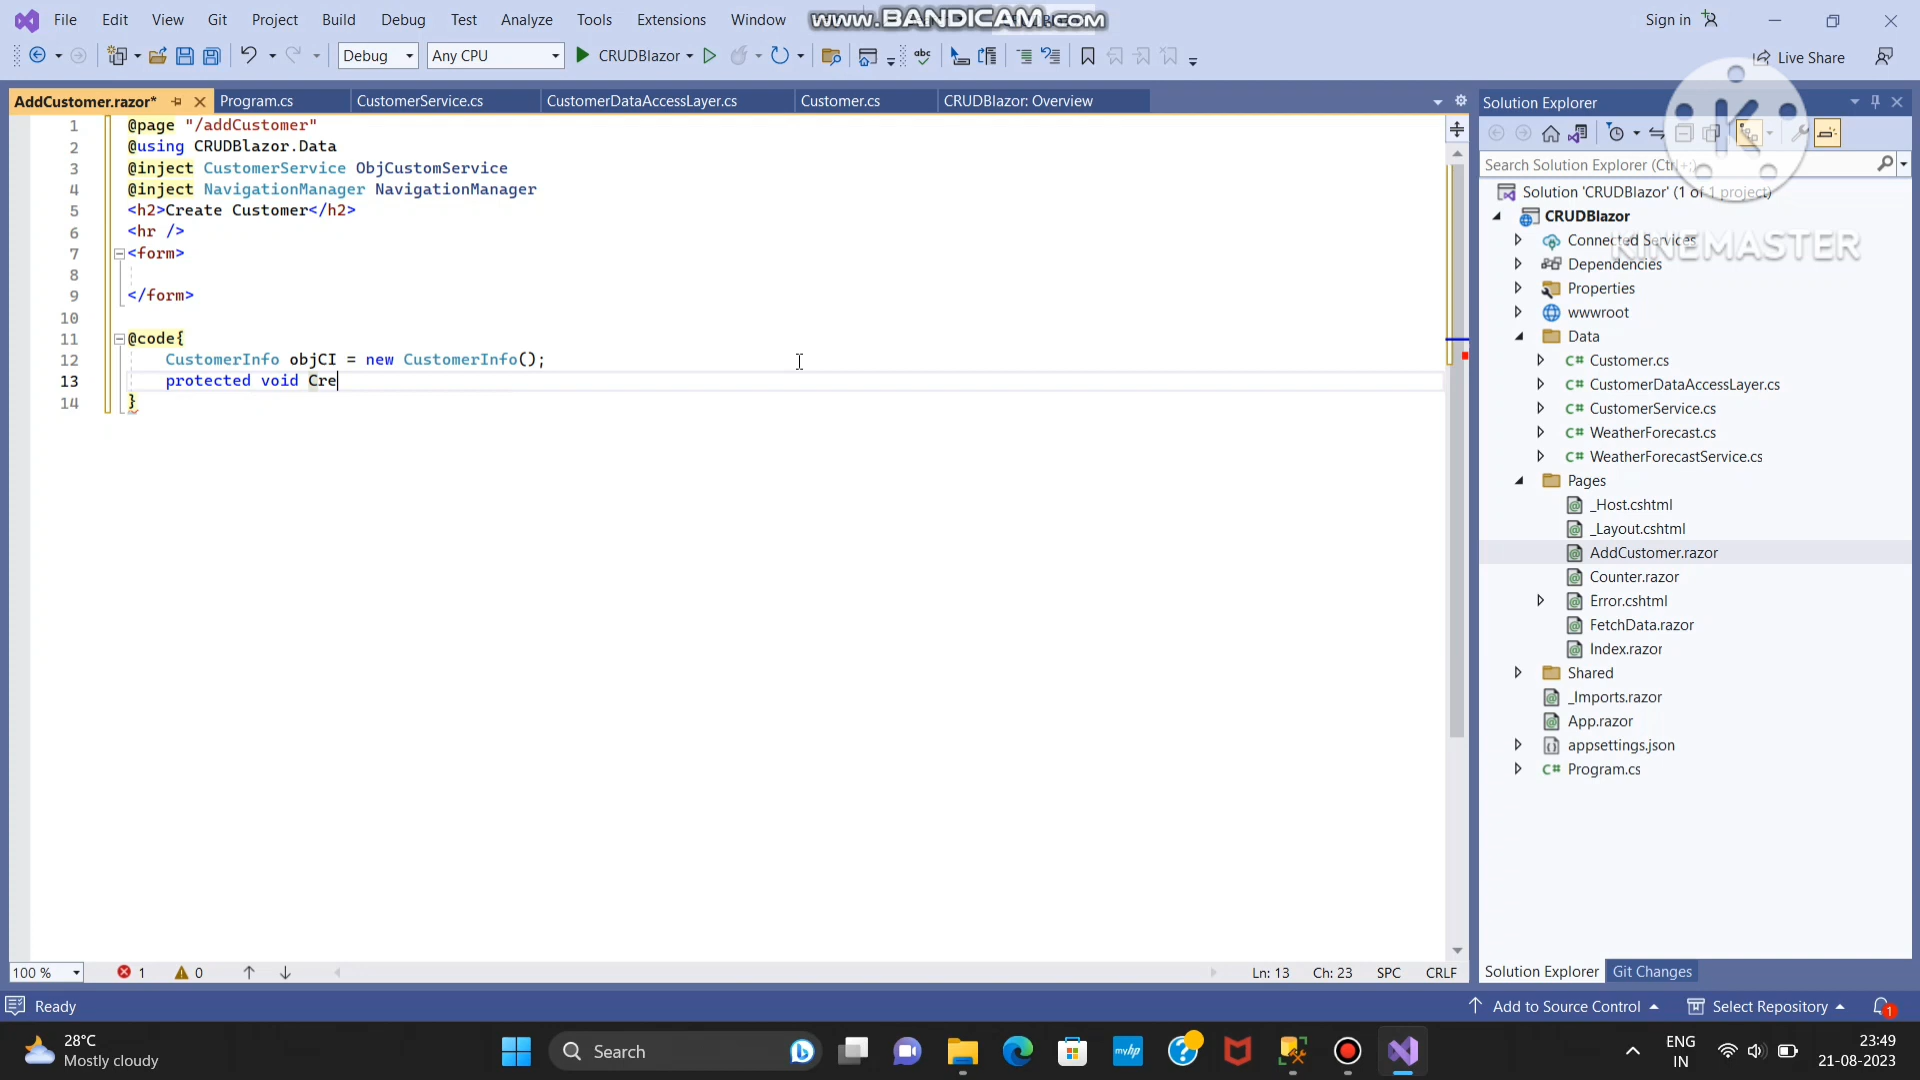 File Edit View Git Project Build Debug Test Analyze Tools Extensions Window
www.BANDICAM.com
Sign in
Debug Any CPU CRUDBlazor
Live Share
AddCustomer.razor* Program.cs CustomerService.cs CustomerDataAccessLayer.cs Customer.cs CRUDBlazor: Overview
1 @page "/addCustomer"
2 @using CRUDBlazor.Data
3 @inject CustomerService ObjCustomService
4 @inject NavigationManager NavigationManager
5 <h2>Create Customer</h2>
6 <hr />
7 <form>
8
9 </form>
10
11 @code{
12 CustomerInfo objCI = new CustomerInfo();
13 protected void Cre
14 }
Solution Explorer
Search Solution Explorer (Ctrl+;)
K
Solution 'CRUDBlazor' (1 of 1 project)
CRUDBlazor
Connected Services
KINEMASTER
Dependencies
Properties
wwwroot
Data
C# Customer.cs
C# CustomerDataAccessLayer.cs
C# CustomerService.cs
C# WeatherForecast.cs
C# WeatherForecastService.cs
Pages
_Host.cshtml
_Layout.cshtml
AddCustomer.razor
Counter.razor
Error.cshtml
FetchData.razor
Index.razor
Shared
_Imports.razor
App.razor
appsettings.json
C# Program.cs
100 % 1 0 Ln: 13 Ch: 23 SPC CRLF
Solution Explorer Git Changes
Ready Add to Source Control Select Repository 1
28°C
Mostly cloudy
Search
myhp
ENG
IN
23:49
21-08-2023